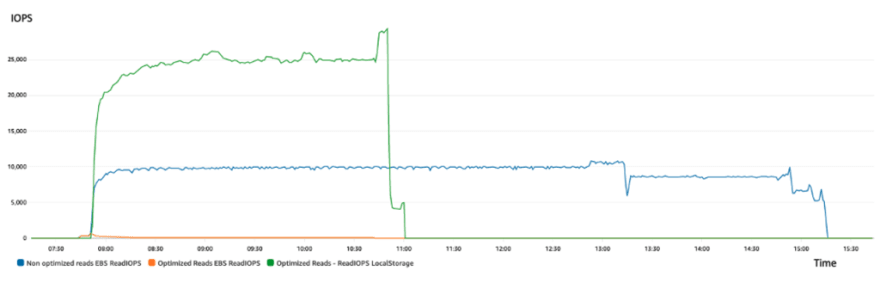 IOPS
25,000
20,000
15,000
10,000
5,000
0
07:30 08:00 08:30 09:00 09:30 10:00 10:30 11:00 11:30 12:00 12:30 13:00 13:30 14:00 14:30 15:00 15:30
Non optimized reads EBS ReadIOPS Optimized Reads EBS ReadIOPS Optimized Reads - ReadIOPS LocalStorage Time